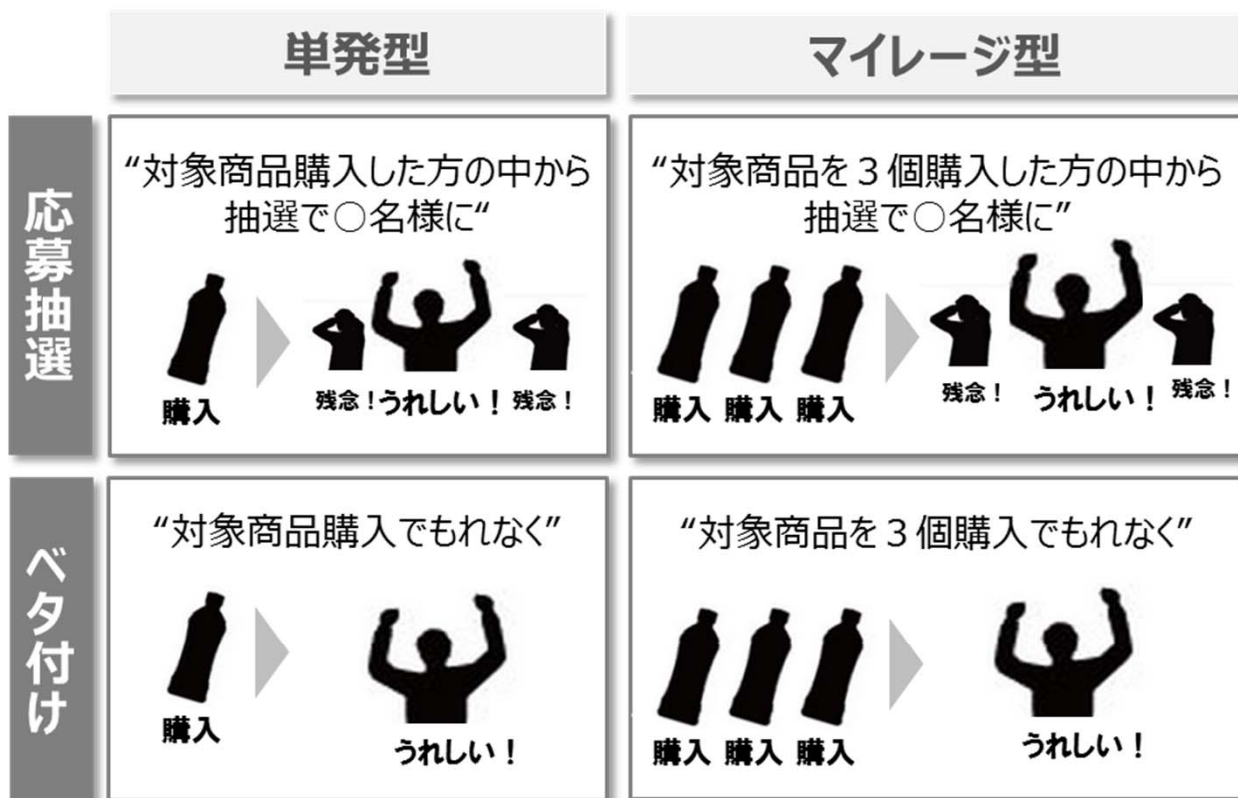 単発型
マイレージ型
応募抽選
“対象商品購入した方の中から
抽選で○名様に“
購入
残念!
うれしい!
残念!
“対象商品を3個購入した方の中から
抽選で○名様に”
購入 購入 購入
残念!
うれしい!
残念!
ベタ付け
“対象商品購入でもれなく”
購入
うれしい!
“対象商品を3個購入でもれなく”
購入 購入 購入
うれしい!